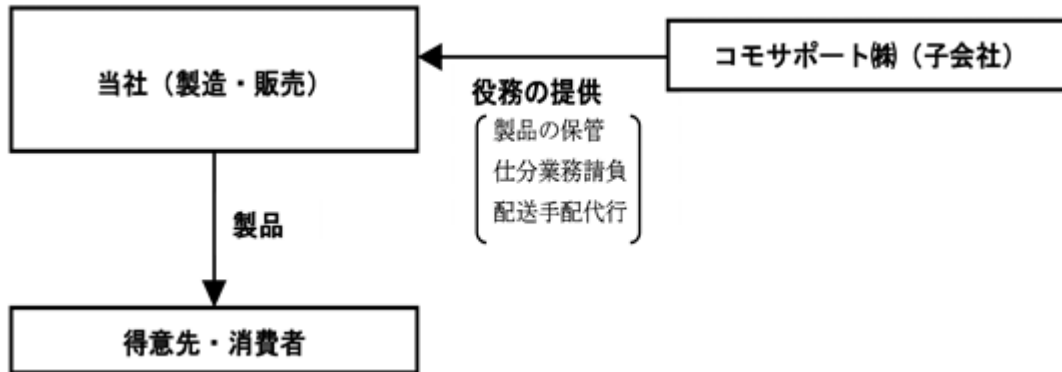 当社（製造・販売）
コモサポート㈱（子会社）
役務の提供
製品の保管
仕分業務請負
配送手配代行
製品
得意先・消費者